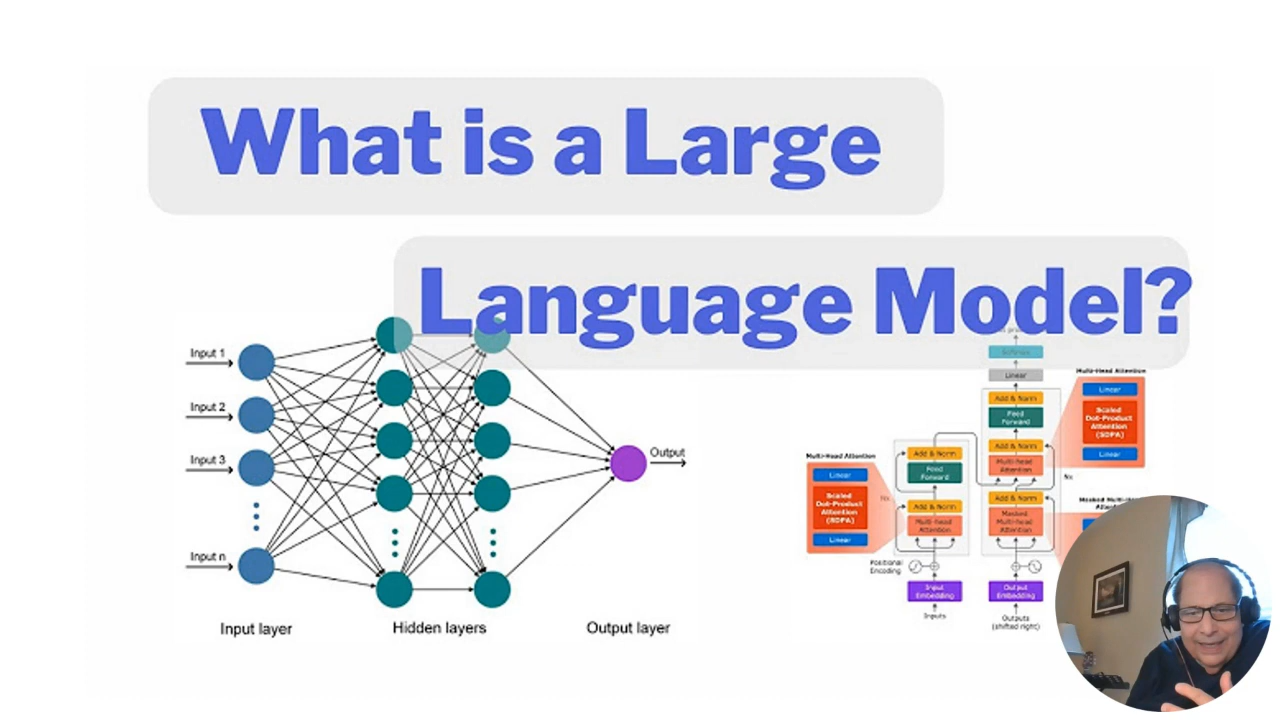 What is a Large
Language Model?
Input 1
Input 2
Input 3
Input n
Output
Input layer
Hidden layers
Output layer
Linear
Add & Norm
Feed
Forward
Add & Norm
Multi-head
Attention
Nx
Add & Norm
Masked
Multi-head
Attention
Output
Embedding
Outputs
(shifted right)
Multi-Head Attention
Linear
Scaled
Dot-Product
Attention
(SDPA)
Linear
Multi-Head Attention
Linear
Scaled
Dot-Product
Attention
(SDPA)
Linear
Nx
Add & Norm
Feed
Forward
Add & Norm
Multi-head
Attention
Positional
Encoding
Input
Embedding
Inputs